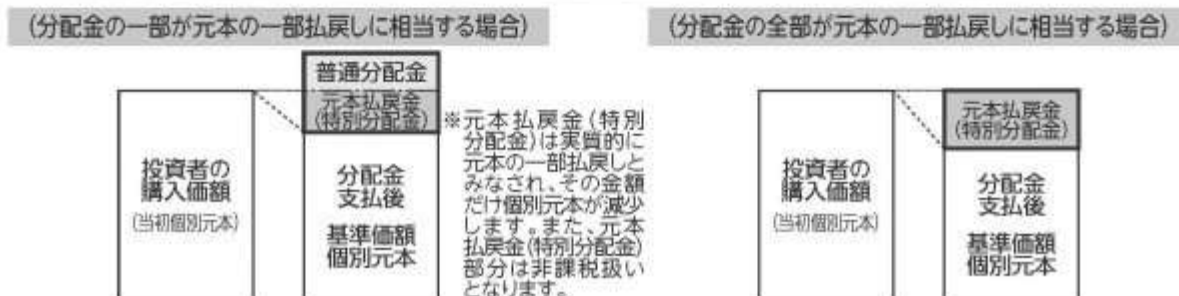 (分配金の一部が元本の一部払戻しに相当する場合)
普通分配金
元本払戻金
(特別分配金)
投資者の
購入価額
(当初個別元本)
分配金
支払後
基準価額
個別元本
※元本払戻金(特別
分配金)は実質的に
元本の一部払戻しと
みなされ、その金額
だけ個別元本が減少
します。また、元本
払戻金(特別分配金)
部分は非課税扱い
となります。
(分配金の全部が元本の一部払戻しに相当する場合)
元本払戻金
(特別分配金)
投資者の
購入価額
(当初個別元本)
分配金
支払後
基準価額
個別元本